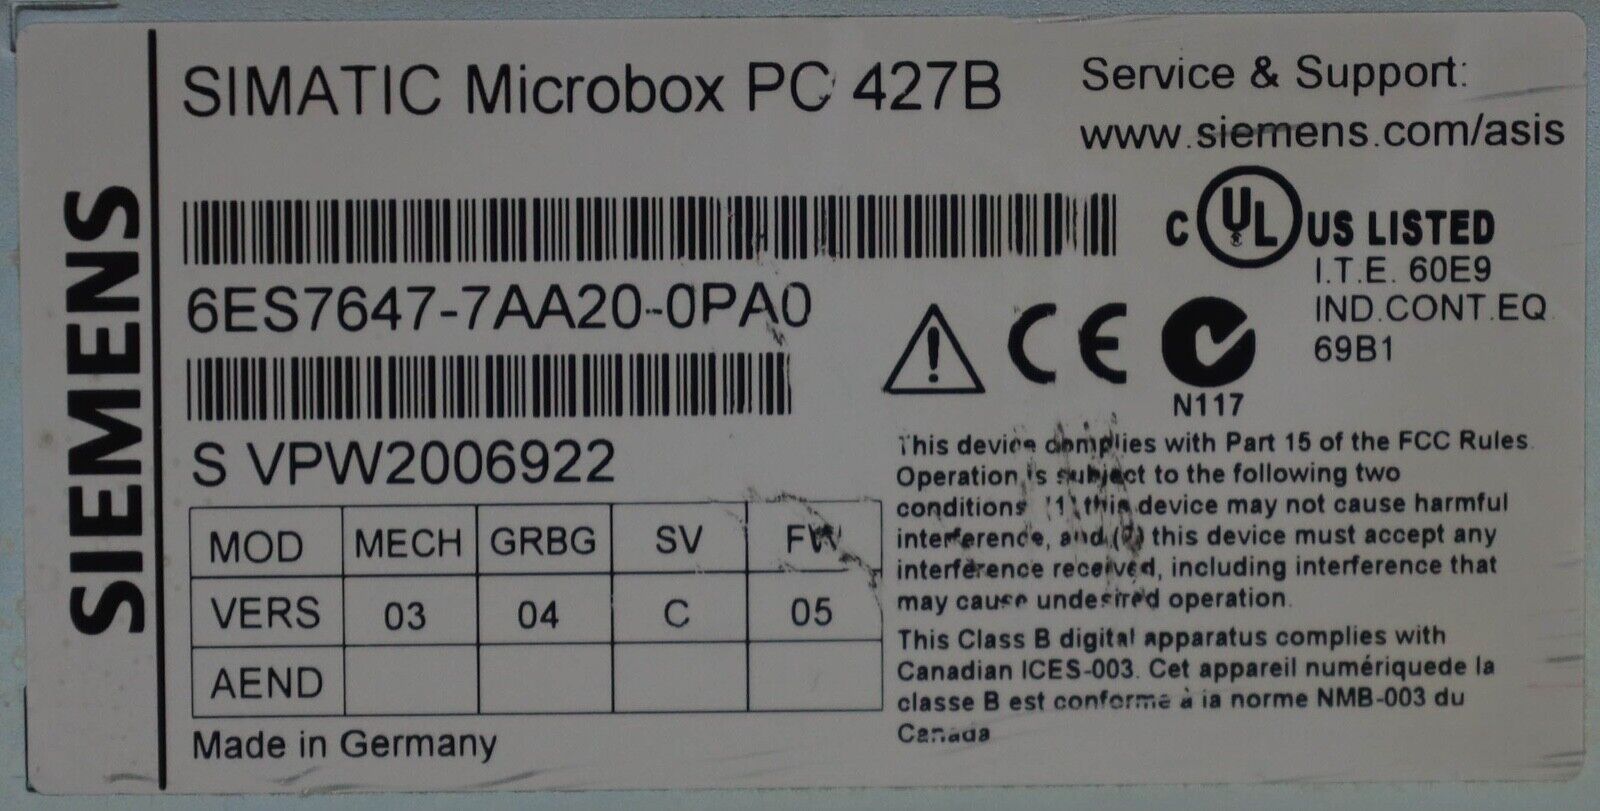 SIEMENS
SIMATIC Microbox PC 427B
Service & Support:
www.siemens.com/asis
6ES7647-7AA20-0PA0
S VPW2006922
C UL US LISTED
I.T.E. 60E9
IND.CONT.EQ.
69B1
CE
N117
MOD MECH GRBG SV FW
VERS 03 04 C 05
AEND
Made in Germany
This device complies with Part 15 of the FCC Rules.
Operation is subject to the following two
conditions (1) this device may not cause harmful
interference, and (2) this device must accept any
interference received, including interference that
may cause undesired operation.
This Class B digital apparatus complies with
Canadian ICES-003. Cet appareil numériquede la
classe B est conforme à la norme NMB-003 du
Canada